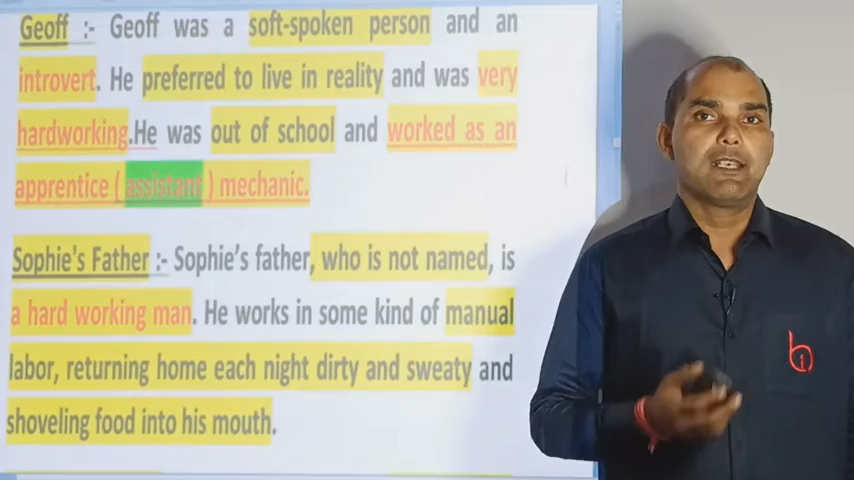 Geoff :- Geoff was a soft-spoken person and an
introvert. He preferred to live in reality and was very
hardworking.He was out of school and worked as an
apprentice ( assistant ) mechanic.
Sophie's Father :- Sophie's father, who is not named, is
a hard working man. He works in some kind of manual
labor, returning home each night dirty and sweaty and
shoveling food into his mouth.